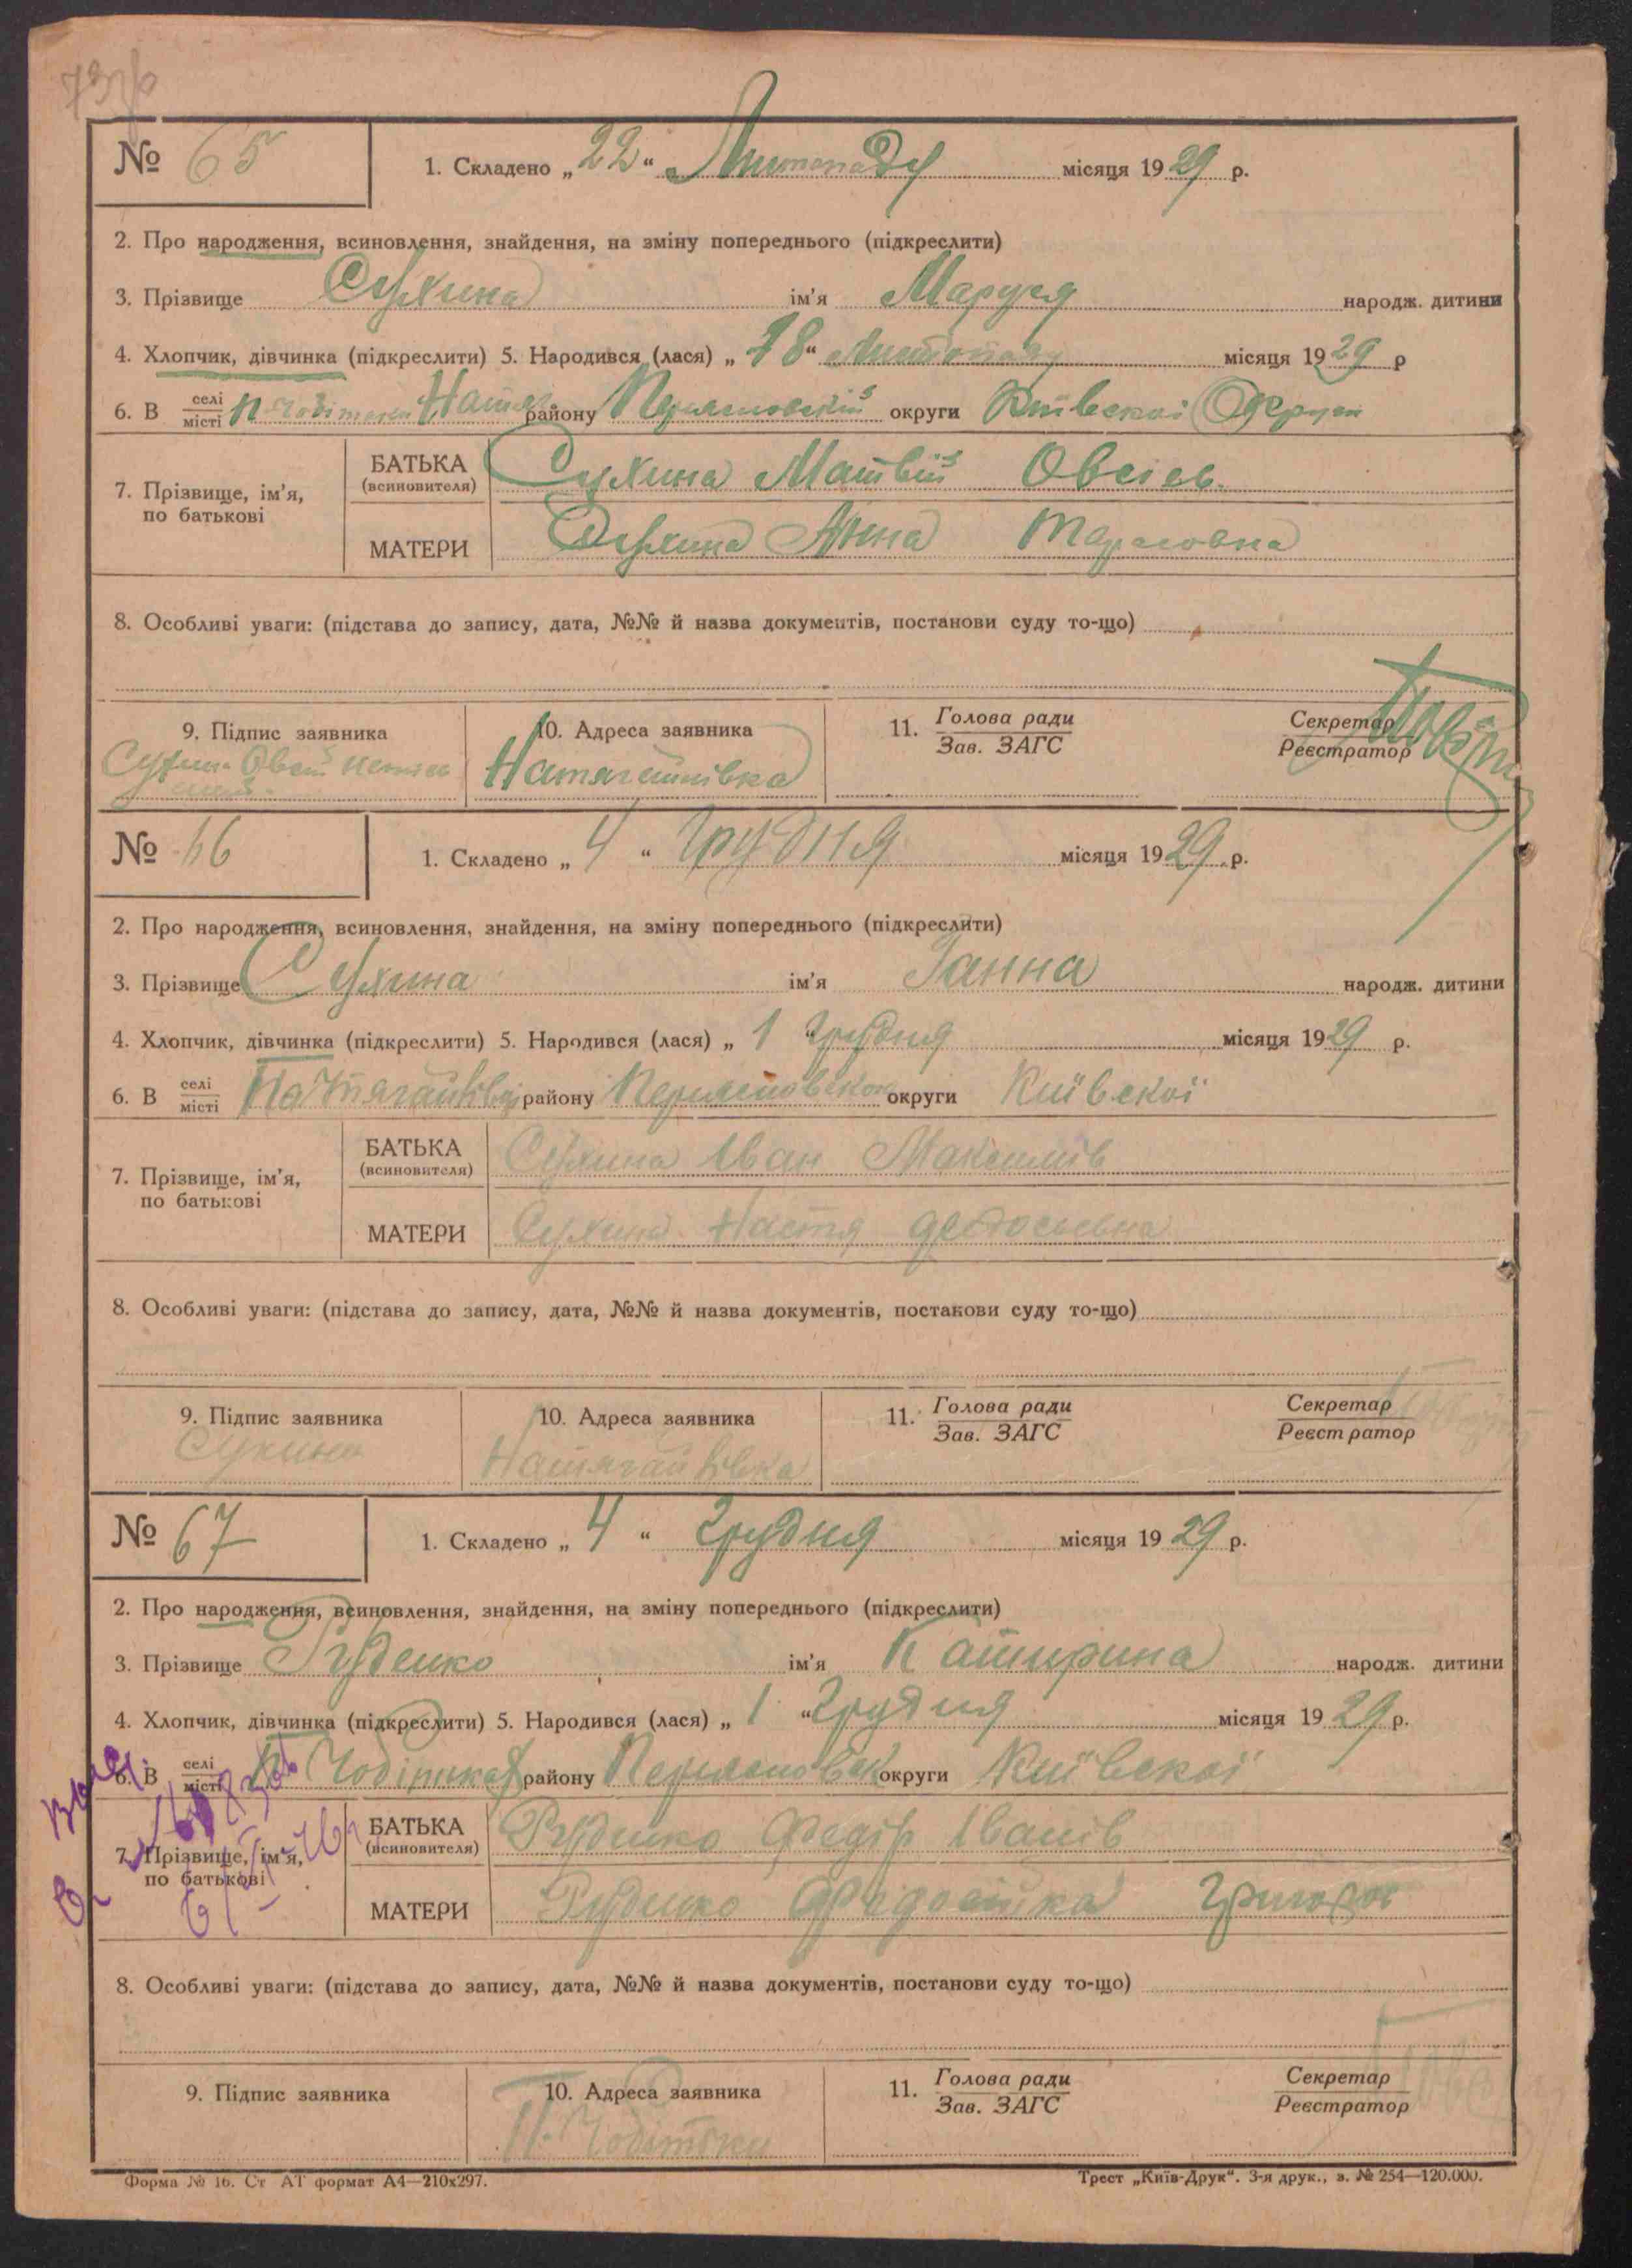 № 65
1. Складено „22“ Листопаду місяця 1929 р.
2. Про народження, всиновлення, знайдення, на зміну попереднього (підкреслити)
3. Прізвище Сухина ім'я Маруся народж. дитини
4. Хлопчик, дівчинка (підкреслити) 5. Народився (лася) „18“ Листопаду місяця 1929 р
6. В селі місті району округи Київскої Округи
7. Прізвище, ім'я, по батькові
БАТЬКА (всиновителя) Сухина Матвій Овсіев.
МАТЕРИ Сухина Анна Тарасовна
8. Особливі уваги: (підстава до запису, дата, №№ й назва документів, постанови суду то-що)
9. Підпис заявника
10. Адреса заявника
11. Голова ради Зав. ЗАГС
Секретар Реєстратор
Сухин
Натягайлівка
№ 66
1. Складено „4“ Грудня місяця 1929 р.
2. Про народження, всиновлення, знайдення, на зміну попереднього (підкреслити)
3. Прізвище Сухина ім'я Ганна народж. дитини
4. Хлопчик, дівчинка (підкреслити) 5. Народився (лася) „1“ Грудня місяця 1929 р.
6. В селі місті району округи Київскої
7. Прізвище, ім'я, по батькові
БАТЬКА (всиновителя) Сухина Іван Максимів
МАТЕРИ Сухина Настя
8. Особливі уваги: (підстава до запису, дата, №№ й назва документів, постанови суду то-що)
9. Підпис заявника
10. Адреса заявника
11. Голова ради Зав. ЗАГС
Секретар Реєстратор
Сухина
№ 67
1. Складено „4“ Грудня місяця 1929 р.
2. Про народження, всиновлення, знайдення, на зміну попереднього (підкреслити)
3. Прізвище Руденко ім'я Катирина народж. дитини
4. Хлопчик, дівчинка (підкреслити) 5. Народився (лася) „1“ Грудня місяця 1929 р.
6. В селі місті району округи Київскої
7. Прізвище, ім'я, по батькові
БАТЬКА (всиновителя) Руденко Федір Іванів
МАТЕРИ Руденко
8. Особливі уваги: (підстава до запису, дата, №№ й назва документів, постанови суду то-що)
9. Підпис заявника
10. Адреса заявника
11. Голова ради Зав. ЗАГС
Секретар Реєстратор
П. Чобітьки
Форма № 1б. Ст АТ формат А4—210х297.
Трест „Київ-Друк“. 3-я друк., з. № 254—120.000.